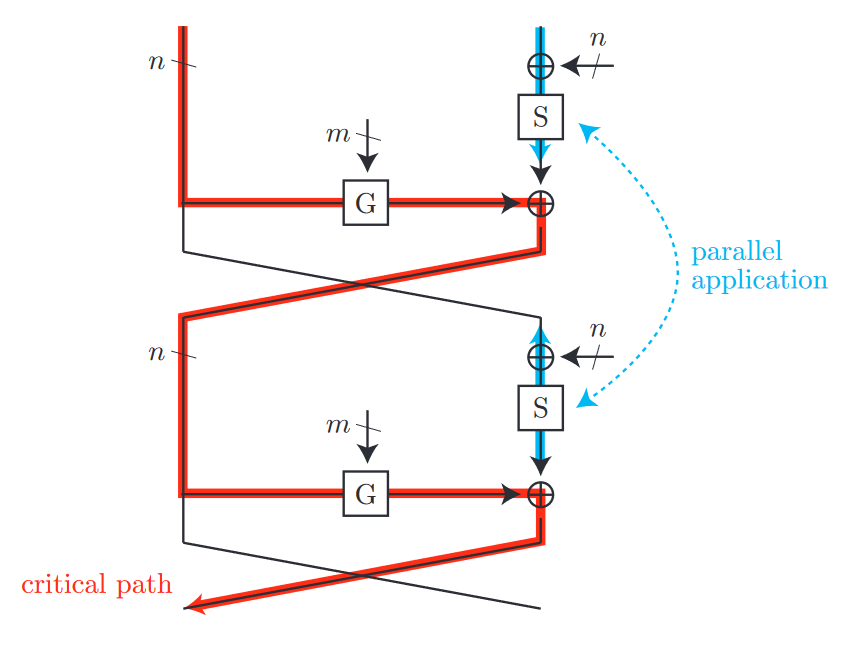 n
n
S
m
G
parallel
application
n
n
S
m
G
critical path